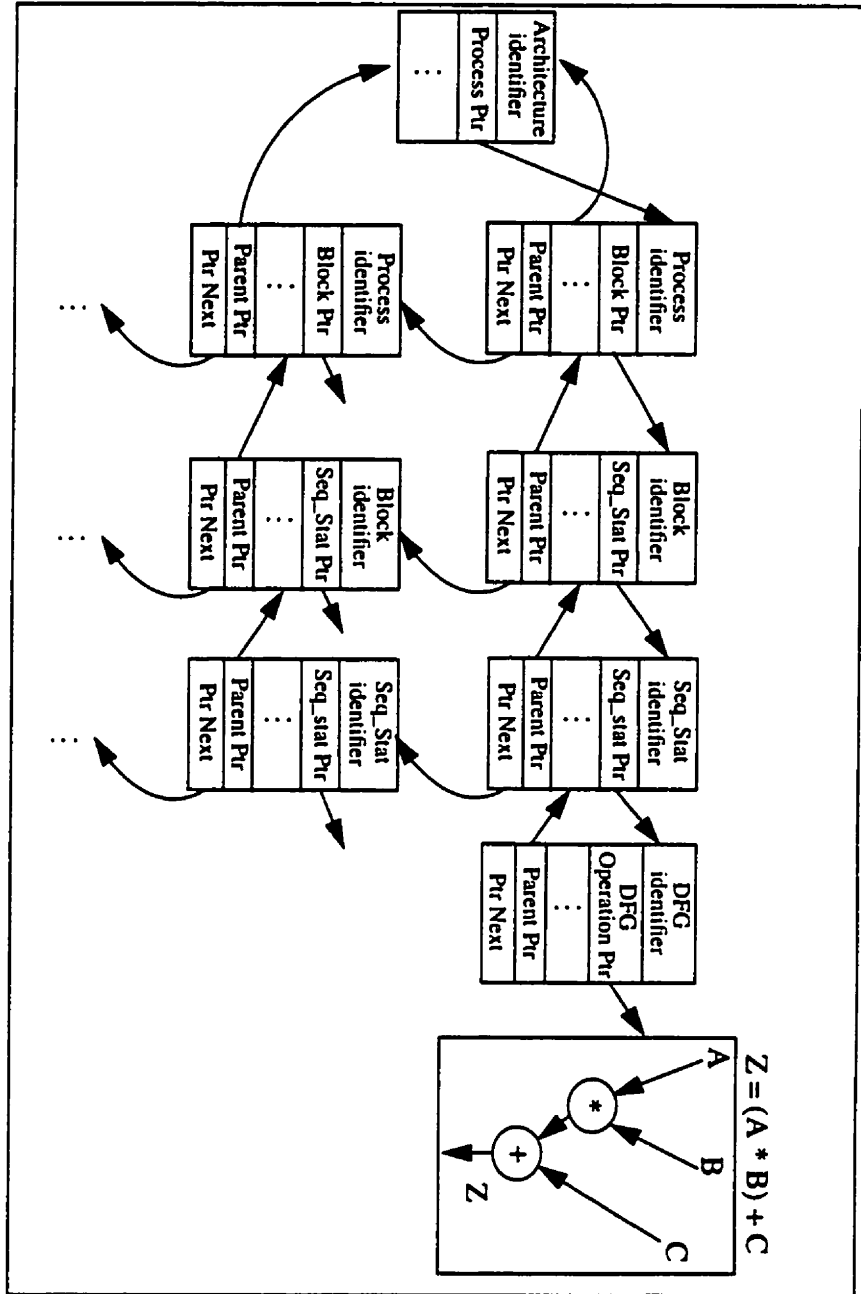 Architecture
identifier
Process Ptr
...
Process
identifier
Block Ptr
...
Parent Ptr
Ptr Next
Block
identifier
Seq_Stat Ptr
...
Parent Ptr
Ptr Next
Seq_Stat
identifier
Seq_stat Ptr
...
Parent Ptr
Ptr Next
DFG
identifier
DFG
Operation Ptr
...
Parent Ptr
Ptr Next
Z = (A * B) + C
A
B
C
*
+
Z
Process
identifier
Block Ptr
...
Parent Ptr
Ptr Next
...
Block
identifier
Seq_Stat Ptr
...
Parent Ptr
Ptr Next
...
Seq_Stat
identifier
Seq_stat Ptr
...
Parent Ptr
Ptr Next
...